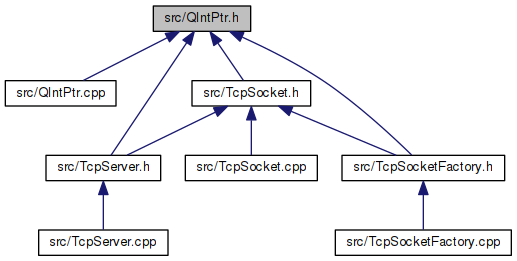 src/QIntPtr.h
src/QIntPtr.cpp
src/TcpSocket.h
src/TcpServer.h
src/TcpSocket.cpp
src/TcpSocketFactory.h
src/TcpServer.cpp
src/TcpSocketFactory.cpp